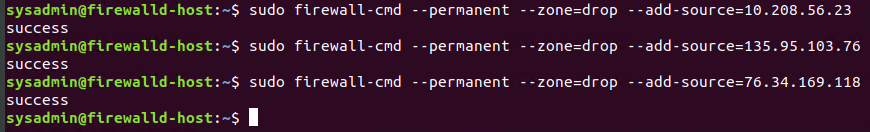 sysadmin@firewalld-host:~$ sudo firewall-cmd --permanent --zone=drop --add-source=10.208.56.23
success
sysadmin@firewalld-host:~$ sudo firewall-cmd --permanent --zone=drop --add-source=135.95.103.76
success
sysadmin@firewalld-host:~$ sudo firewall-cmd --permanent --zone=drop --add-source=76.34.169.118
success
sysadmin@firewalld-host:~$